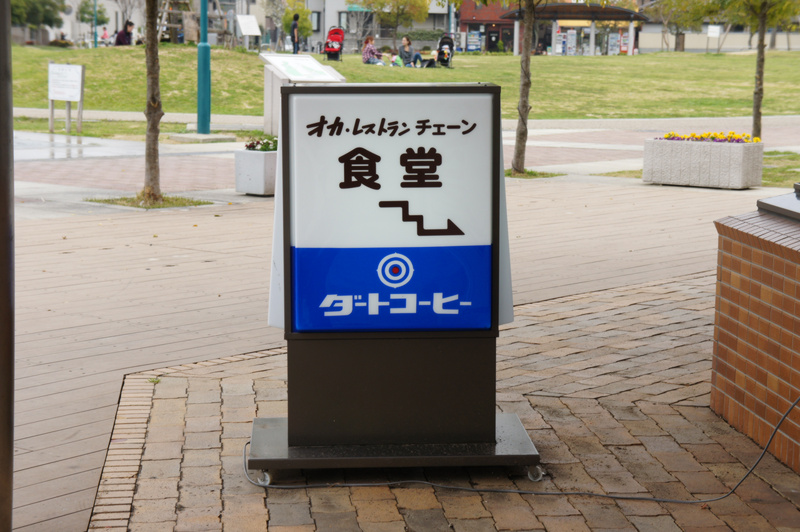 オカ・レストラン チェーン
食堂
ダートコーヒー